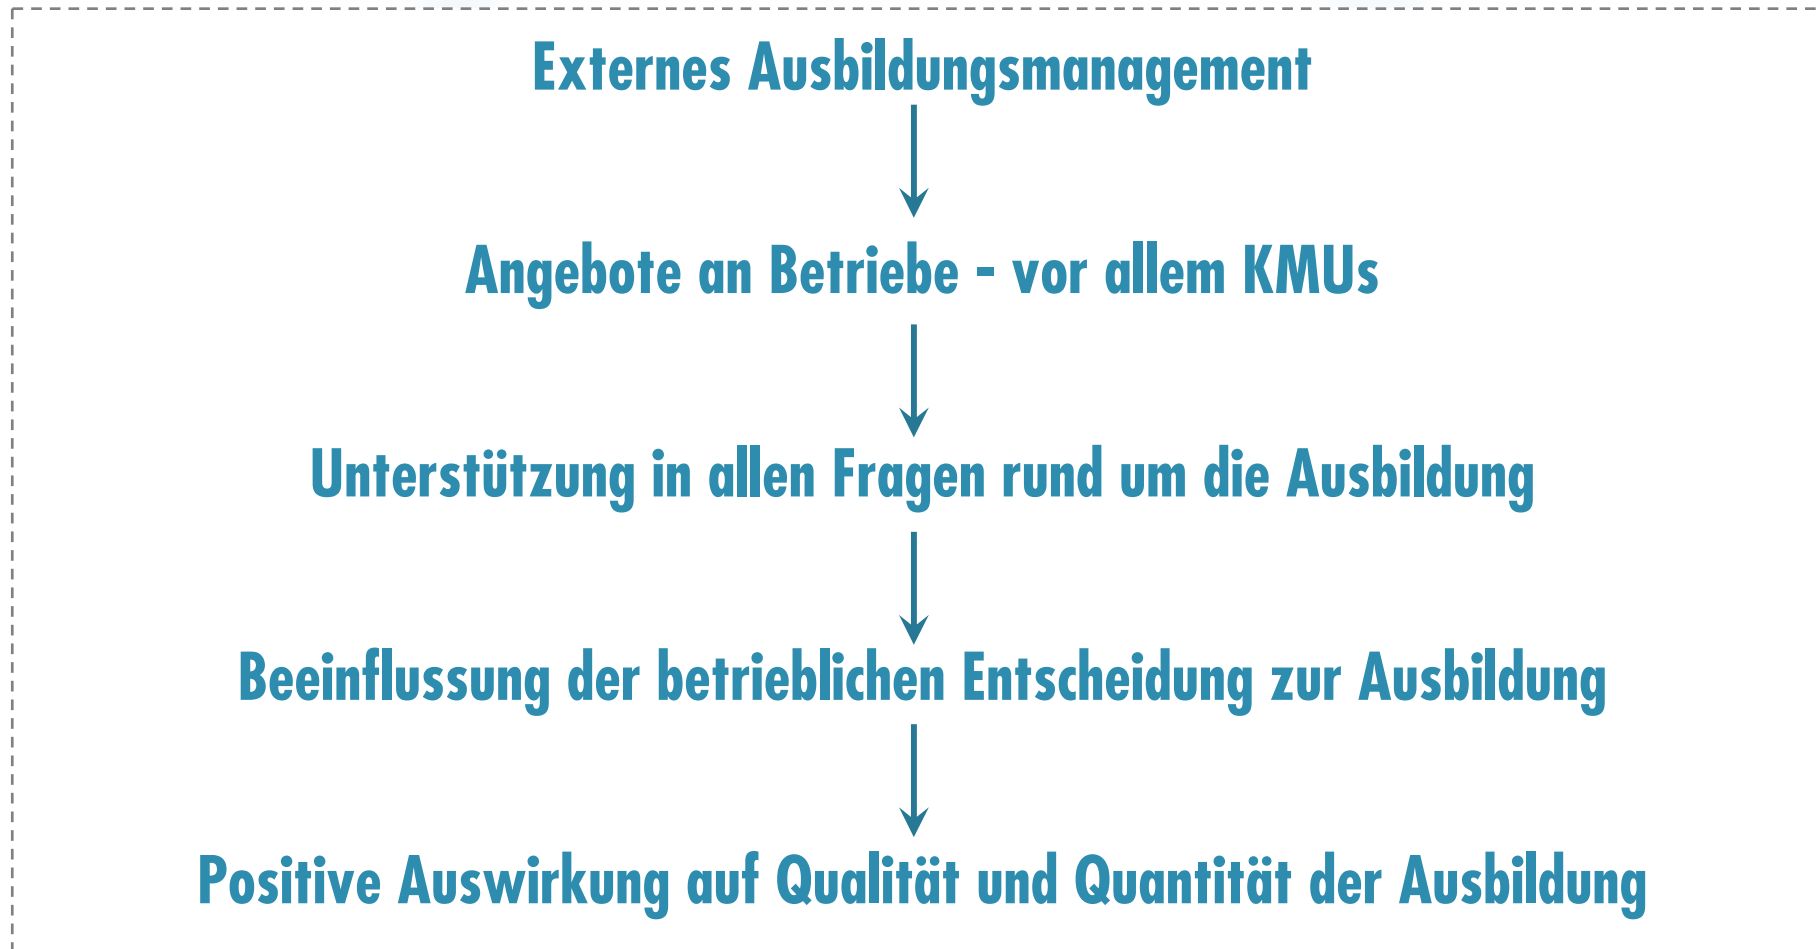 Externes Ausbildungsmanagement
Angebote an Betriebe - vor allem KMUs
Unterstützung in allen Fragen rund um die Ausbildung
Beeinflussung der betrieblichen Entscheidung zur Ausbildung
Positive Auswirkung auf Qualität und Quantität der Ausbildung